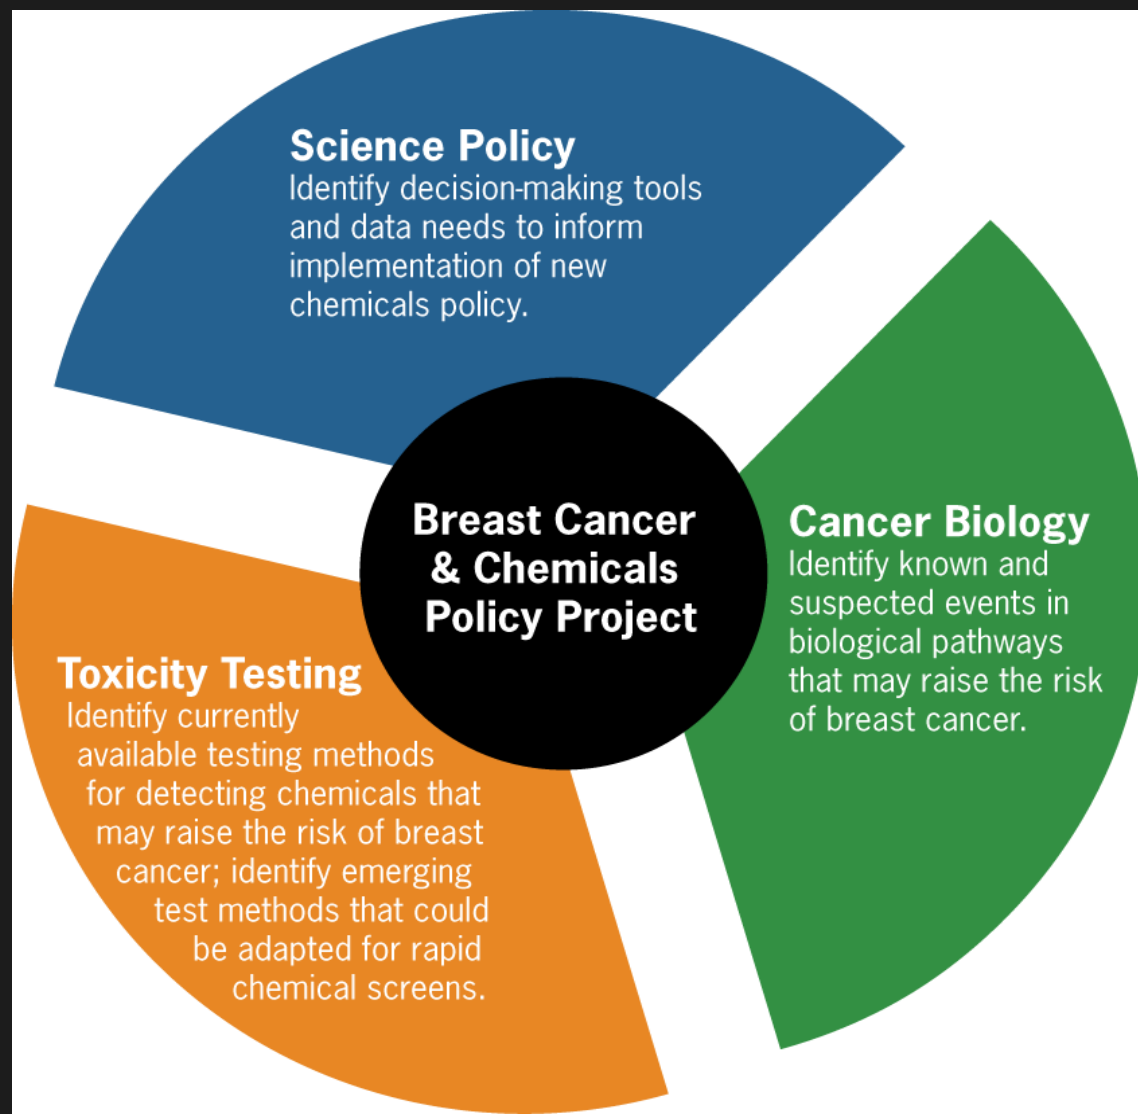 Science Policy
Identify decision-making tools
and data needs to inform
implementation of new
chemicals policy.
Breast Cancer
& Chemicals
Policy Project
Cancer Biology
Identify known and
suspected events in
biological pathways
that may raise the risk
of breast cancer.
Toxicity Testing
Identify currently
available testing methods
for detecting chemicals that
may raise the risk of breast
cancer; identify emerging
test methods that could
be adapted for rapid
chemical screens.